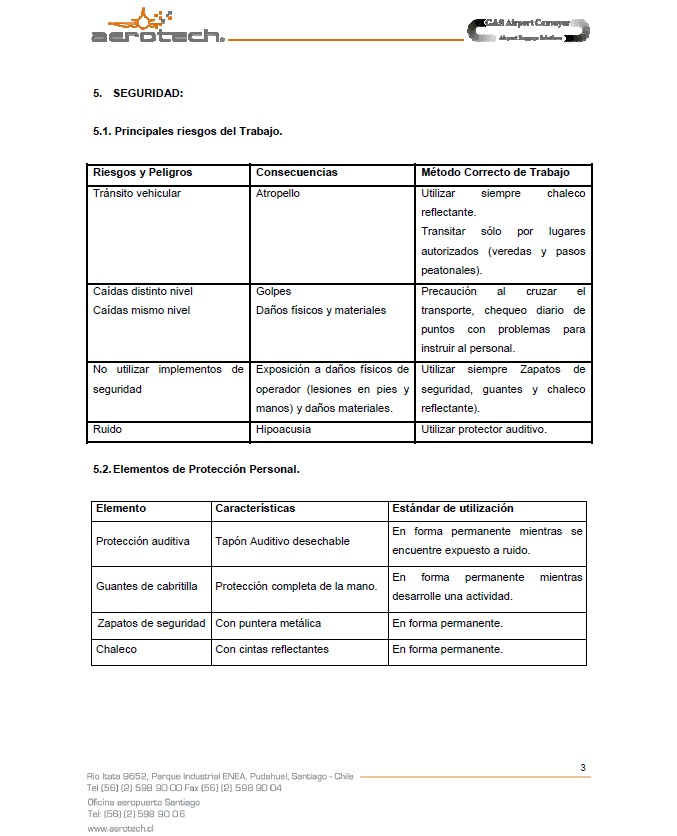 aerotech.
G&S Airport Conveyor
Airport Baggage Solutions
5. SEGURIDAD:
5.1. Principales riesgos del Trabajo.
Riesgos y Peligros Consecuencias Método Correcto de Trabajo
Tránsito vehicular Atropello Utilizar siempre chaleco
reflectante.
Transitar sólo por lugares
autorizados (veredas y pasos
peatonales).
Caídas distinto nivel Golpes Precaución al cruzar el
Caídas mismo nivel Daños físicos y materiales transporte, chequeo diario de
puntos con problemas para
instruir al personal.
No utilizar implementos de Exposición a daños físicos de Utilizar siempre Zapatos de
seguridad operador (lesiones en pies y seguridad, guantes y chaleco
manos) y daños materiales. reflectante).
Ruido Hipoacusia Utilizar protector auditivo.
5.2. Elementos de Protección Personal.
Elemento Características Estándar de utilización
Protección auditiva Tapón Auditivo desechable En forma permanente mientras se
encuentre expuesto a ruido.
Guantes de cabritilla Protección completa de la mano. En forma permanente mientras
desarrolle una actividad.
Zapatos de seguridad Con puntera metálica En forma permanente.
Chaleco Con cintas reflectantes En forma permanente.
3
Rio Itata 9652, Parque Industrial ENEA, Pudahuel, Santiago - Chile
Tel (56) (2) 598 90 00 Fax (56) (2) 598 90 04
Oficina aeropuerto Santiago
Tel: (56) (2) 598 90 06
www.aerotech.cl